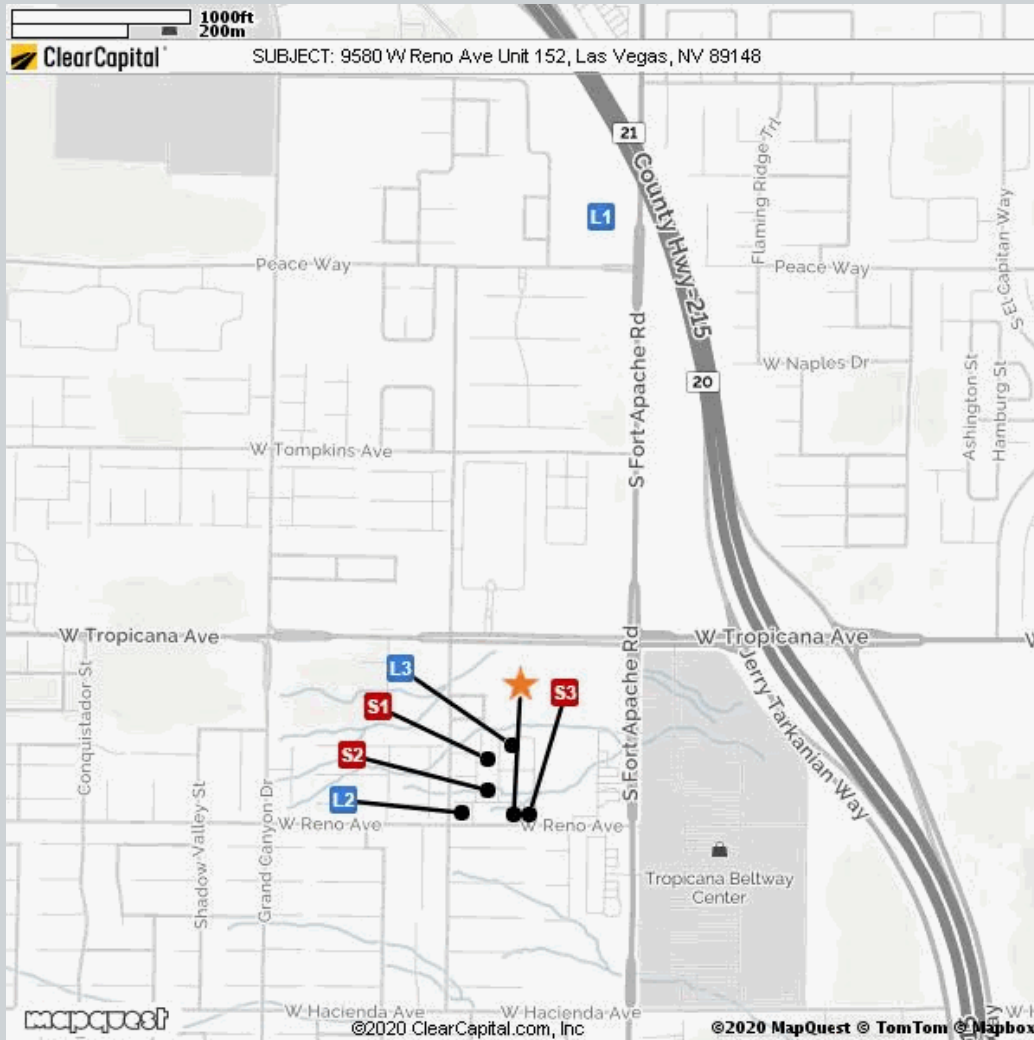 1000ft
200m
ClearCapital
SUBJECT: 9580 W Reno Ave Unit 152, Las Vegas, NV 89148
21
County Hwy-215
Flaming Ridge Trl
L1
S El Capitan Way
Peace Way
Peace Way
S Fort Apache Rd
W Naples Dr
20
Ashington St
Hamburg St
W Tompkins Ave
W Tropicana Ave
W Tropicana Ave
W
L3
S3
S1
S2
L2
Conquistador St
Shadow Valley St
Grand Canyon Dr
S Fort Apache Rd
Jerry Tarkanian Way
W Reno Ave
W Reno Ave
Tropicana Beltway
Center
W Hacienda Ave
W Hacienda Ave
mapquest
©2020 ClearCapital.com, Inc
©2020 MapQuest © TomTom © Mapbox